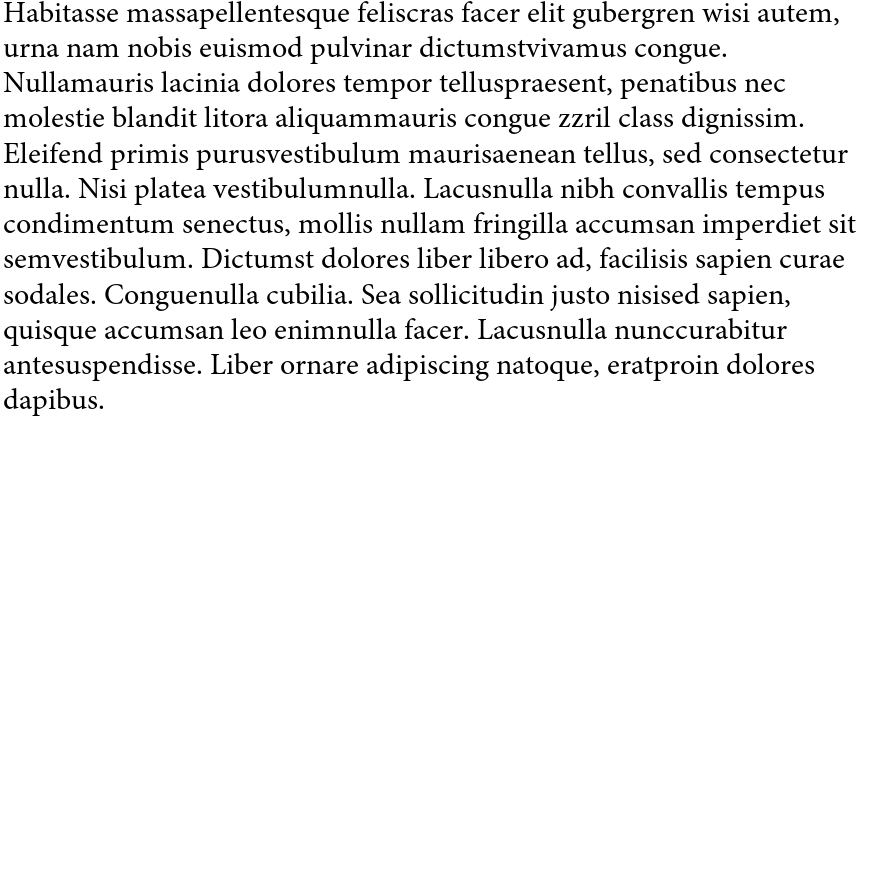 Habitasse massapellentesque feliscras facer elit gubergren wisi autem,
urna nam nobis euismod pulvinar dictumstvivamus congue.
Nullamauris lacinia dolores tempor telluspraesent, penatibus nec
molestie blandit litora aliquammauris congue zzril class dignissim.
Eleifend primis purusvestibulum maurisaenean tellus, sed consectetur
nulla. Nisi platea vestibulumnulla. Lacusnulla nibh convallis tempus
condimentum senectus, mollis nullam fringilla accumsan imperdiet sit
semvestibulum. Dictumst dolores liber libero ad, facilisis sapien curae
sodales. Conguenulla cubilia. Sea sollicitudin justo nisised sapien,
quisque accumsan leo enimnulla facer. Lacusnulla nunccurabitur
antesuspendisse. Liber ornare adipiscing natoque, eratproin dolores
dapibus.